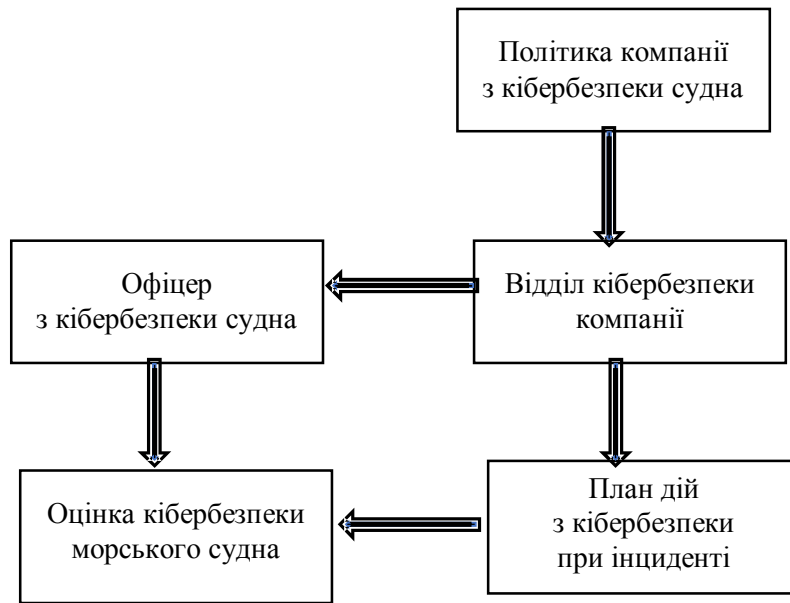 Політика компанії
з кібербезпеки судна
Офіцер
з кібербезпеки судна
Відділ кібербезпеки
компанії
Оцінка кібербезпеки
морського судна
План дій
з кібербезпеки
при інциденті